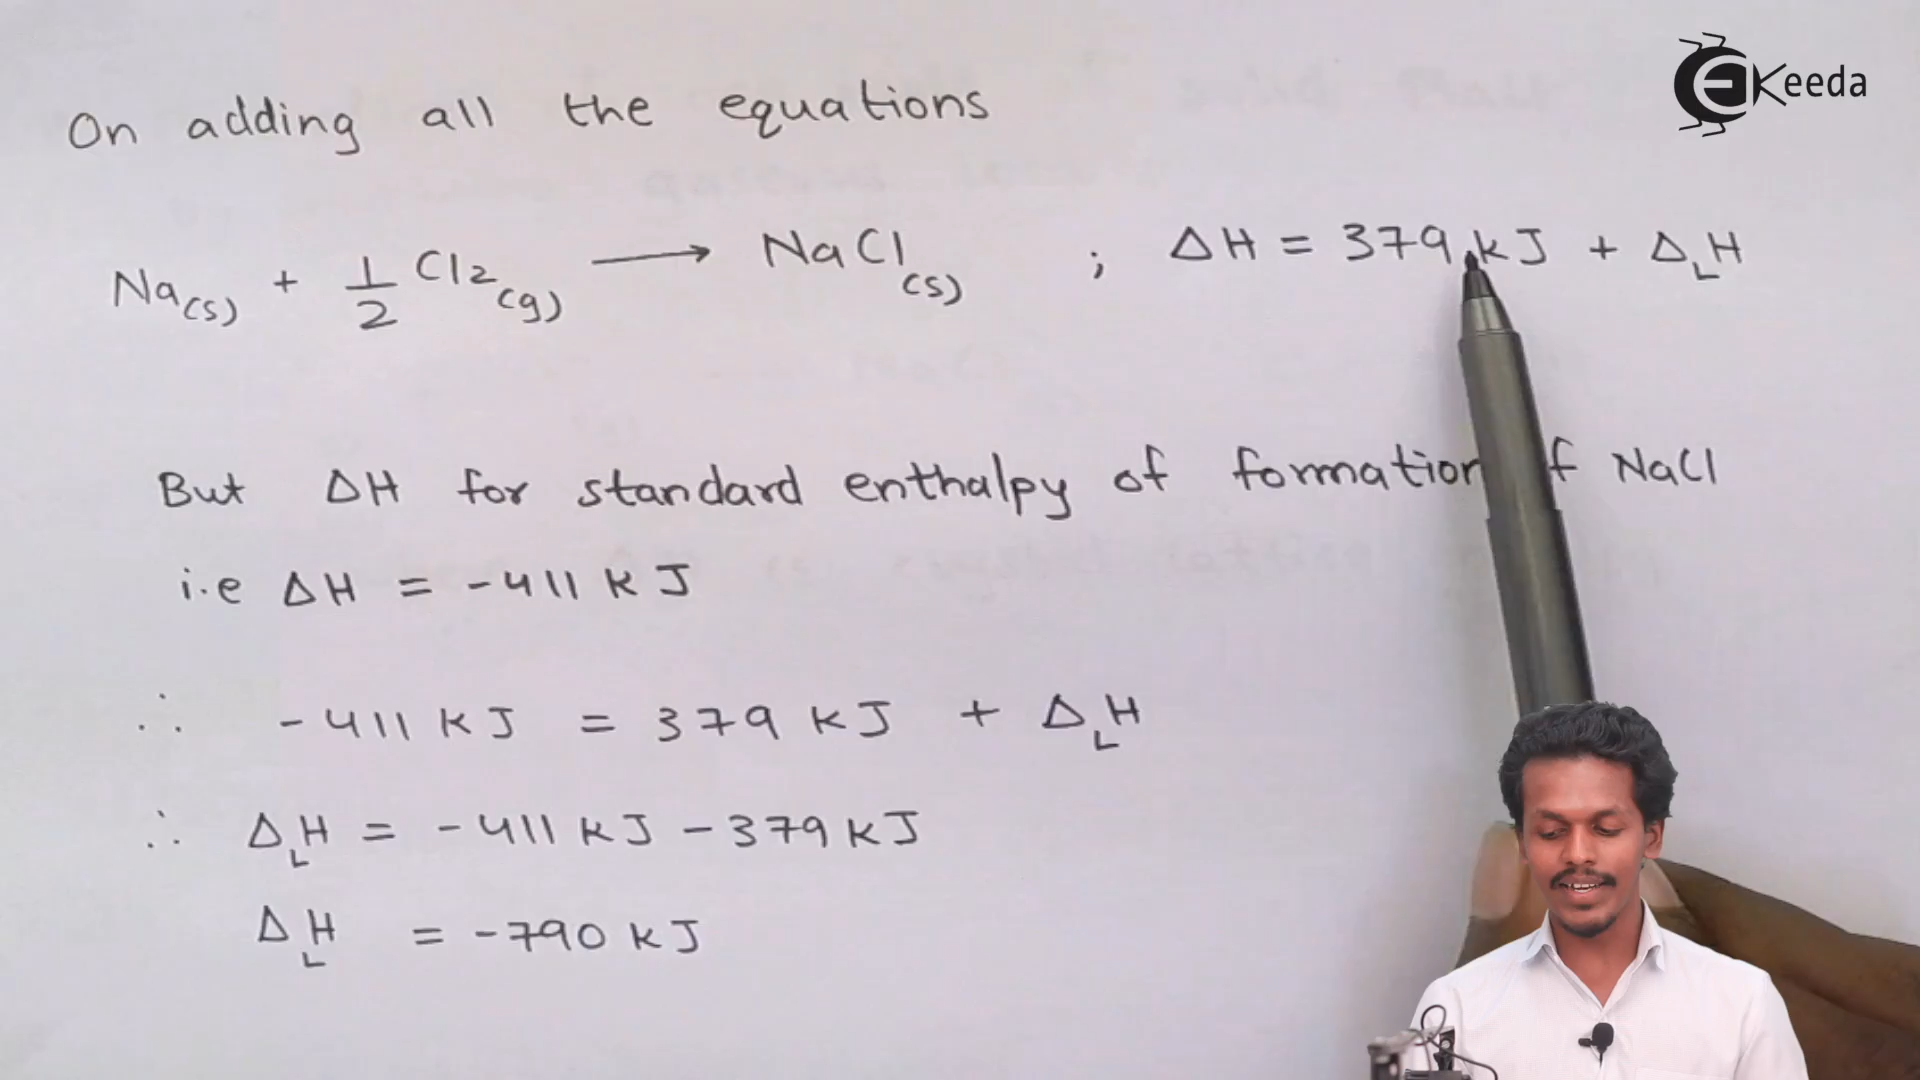 EKeeda
On adding all the equations
Na(s) + 1/2 Cl2(g) → NaCl(s) ; ΔH = 379 kJ + ΔLH
But ΔH for standard enthalpy of formation f NaCl
i.e ΔH = -411 kJ
∴ -411 kJ = 379 kJ + ΔLH
∴ ΔLH = -411 kJ - 379 kJ
ΔLH = -790 kJ